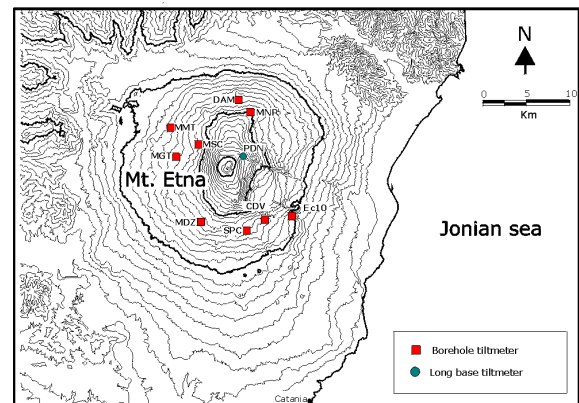 N
0 5 10
Km
DAM
MNR
MMT
MSC
PDN
MGT
Mt. Etna
CDV
Ec10
MDZ
SPC
Jonian sea
Borehole tiltmeter
Long base tiltmeter
Catania